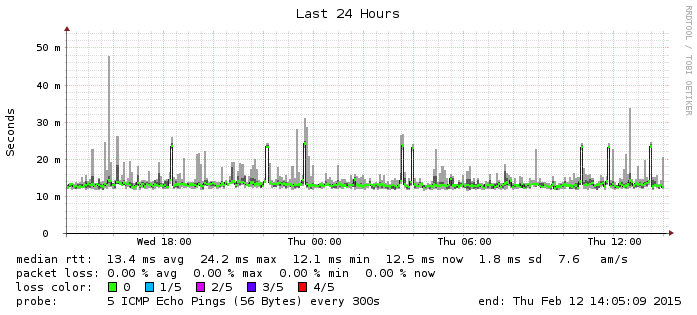 Last 24 Hours
RRDTOOL / TOBI OETIKER
Seconds
50 m
40 m
30 m
20 m
10 m
0
Wed 18:00 Thu 00:00 Thu 06:00 Thu 12:00
median rtt: 13.4 ms avg 24.2 ms max 12.1 ms min 12.5 ms now 1.8 ms sd 7.6 am/s
packet loss: 0.00 % avg 0.00 % max 0.00 % min 0.00 % now
loss color: 0 1/5 2/5 3/5 4/5
probe: 5 ICMP Echo Pings (56 Bytes) every 300s end: Thu Feb 12 14:05:09 2015